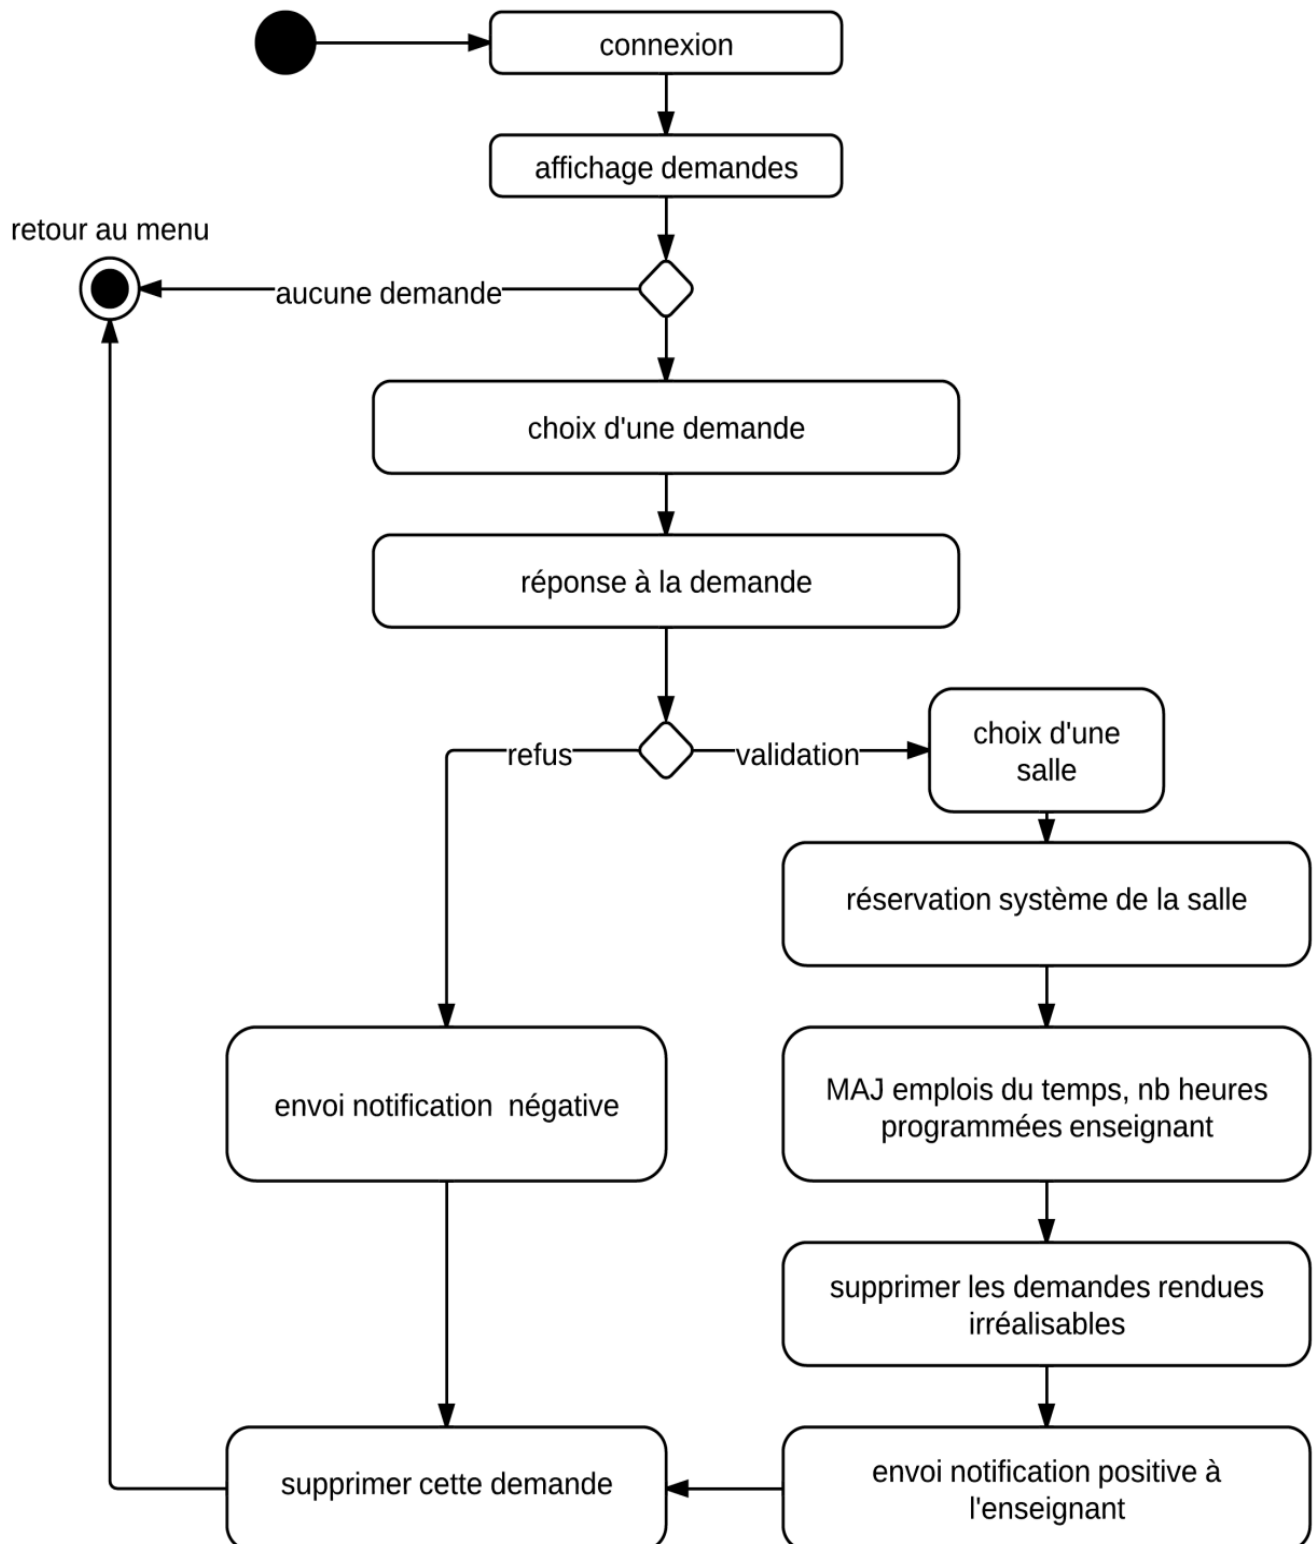 connexion
affichage demandes
retour au menu
aucune demande
choix d'une demande
réponse à la demande
refus
validation
choix d'une
salle
réservation système de la salle
envoi notification  négative
MAJ emplois du temps, nb heures
programmées enseignant
supprimer les demandes rendues
irréalisables
supprimer cette demande
envoi notification positive à
l'enseignant